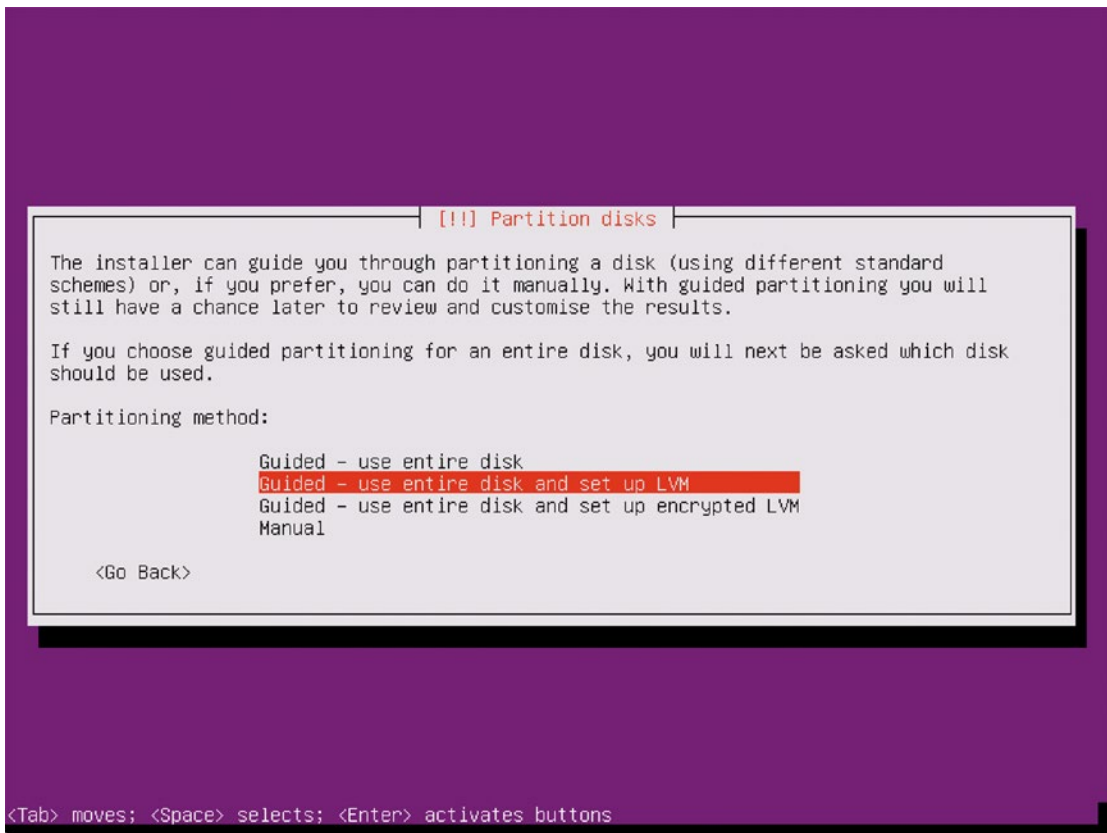 [!!] Partition disks
The installer can guide you through partitioning a disk (using different standard
schemes) or, if you prefer, you can do it manually. With guided partitioning you will
still have a chance later to review and customise the results.
If you choose guided partitioning for an entire disk, you will next be asked which disk
should be used.
Partitioning method:
Guided - use entire disk
Guided - use entire disk and set up LVM
Guided - use entire disk and set up encrypted LVM
Manual
<Go Back>
<Tab> moves; <Space> selects; <Enter> activates buttons